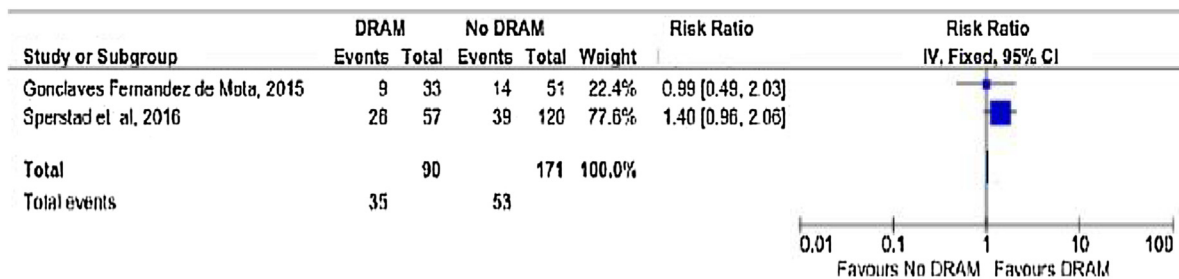 DRAM No DRAM Risk Ratio Risk Ratio
Study or Subgroup Events Total Events Total Weight IV, Fixed, 95% CI
Gonclaves Fernandez de Mota, 2015 9 33 14 51 22.4% 0.99 [0.49, 2.03]
Sperstad et al, 2016 26 57 39 120 77.6% 1.40 [0.96, 2.06]
Total 90 171 100.0%
Total events 35 53
0.01 0.1 1 10 100
Favours No DRAM Favours DRAM